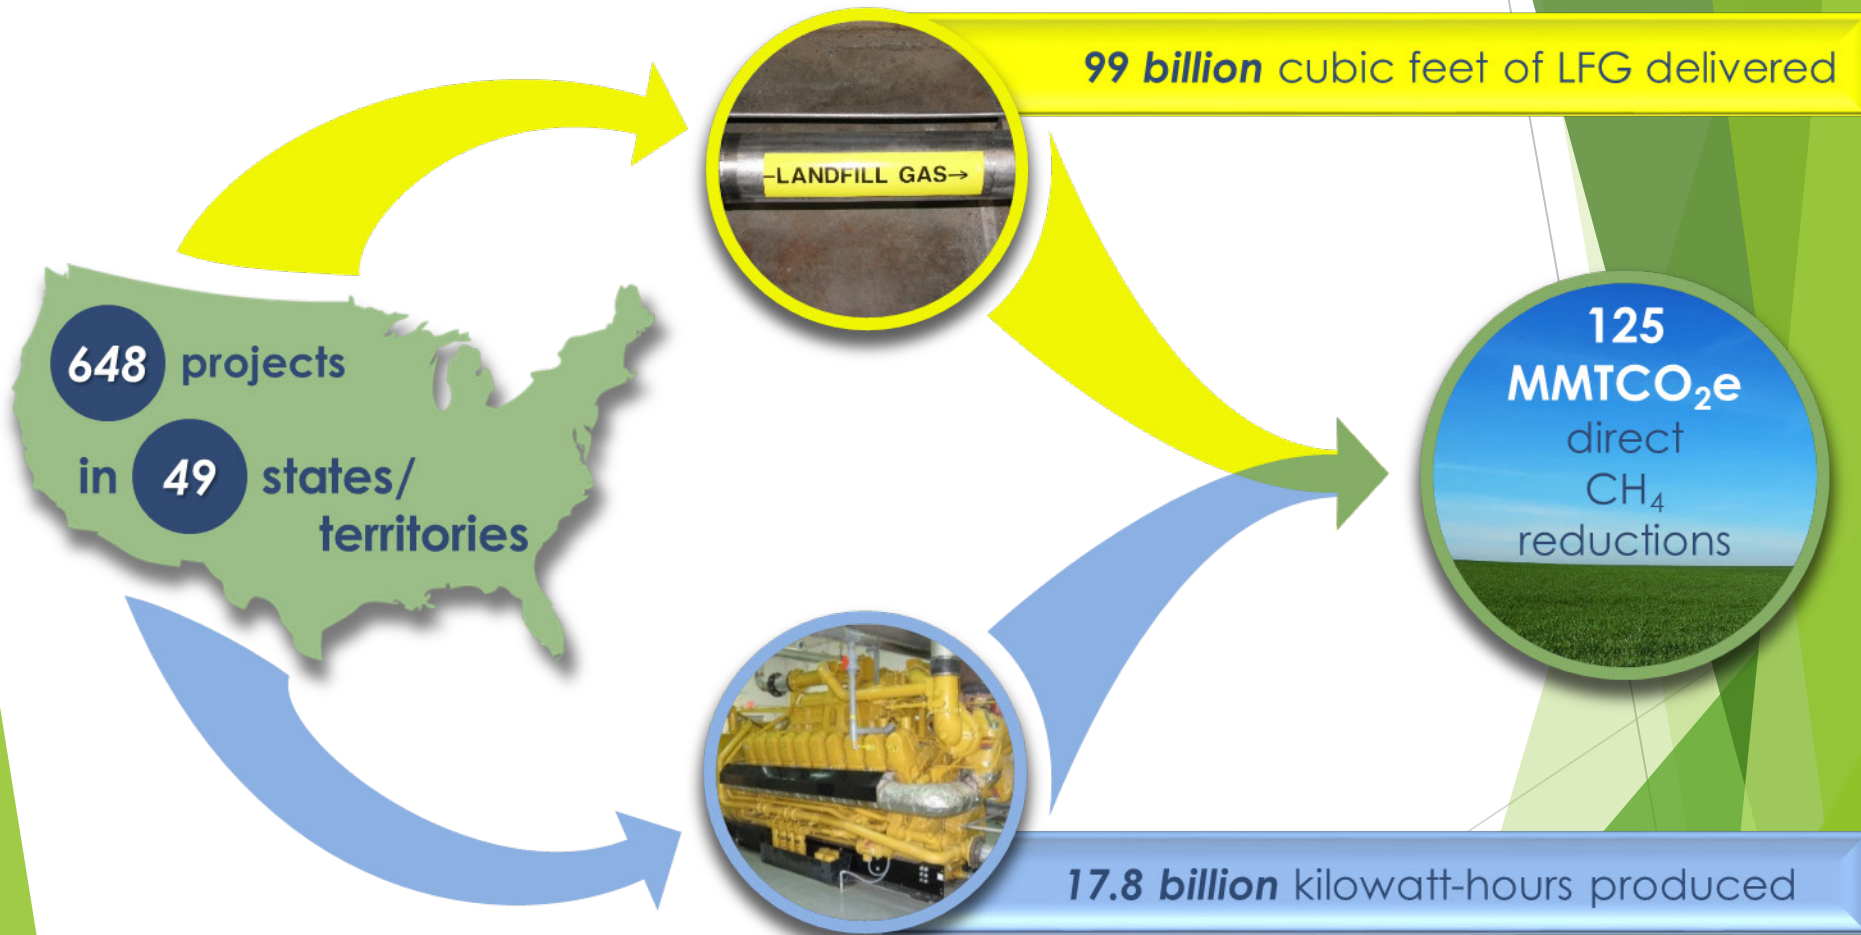 99 billion cubic feet of LFG delivered
-LANDFILL GAS→
648 projects
in 49 states/
territories
125
MMTCO₂e
direct
CH₄
reductions
17.8 billion kilowatt-hours produced